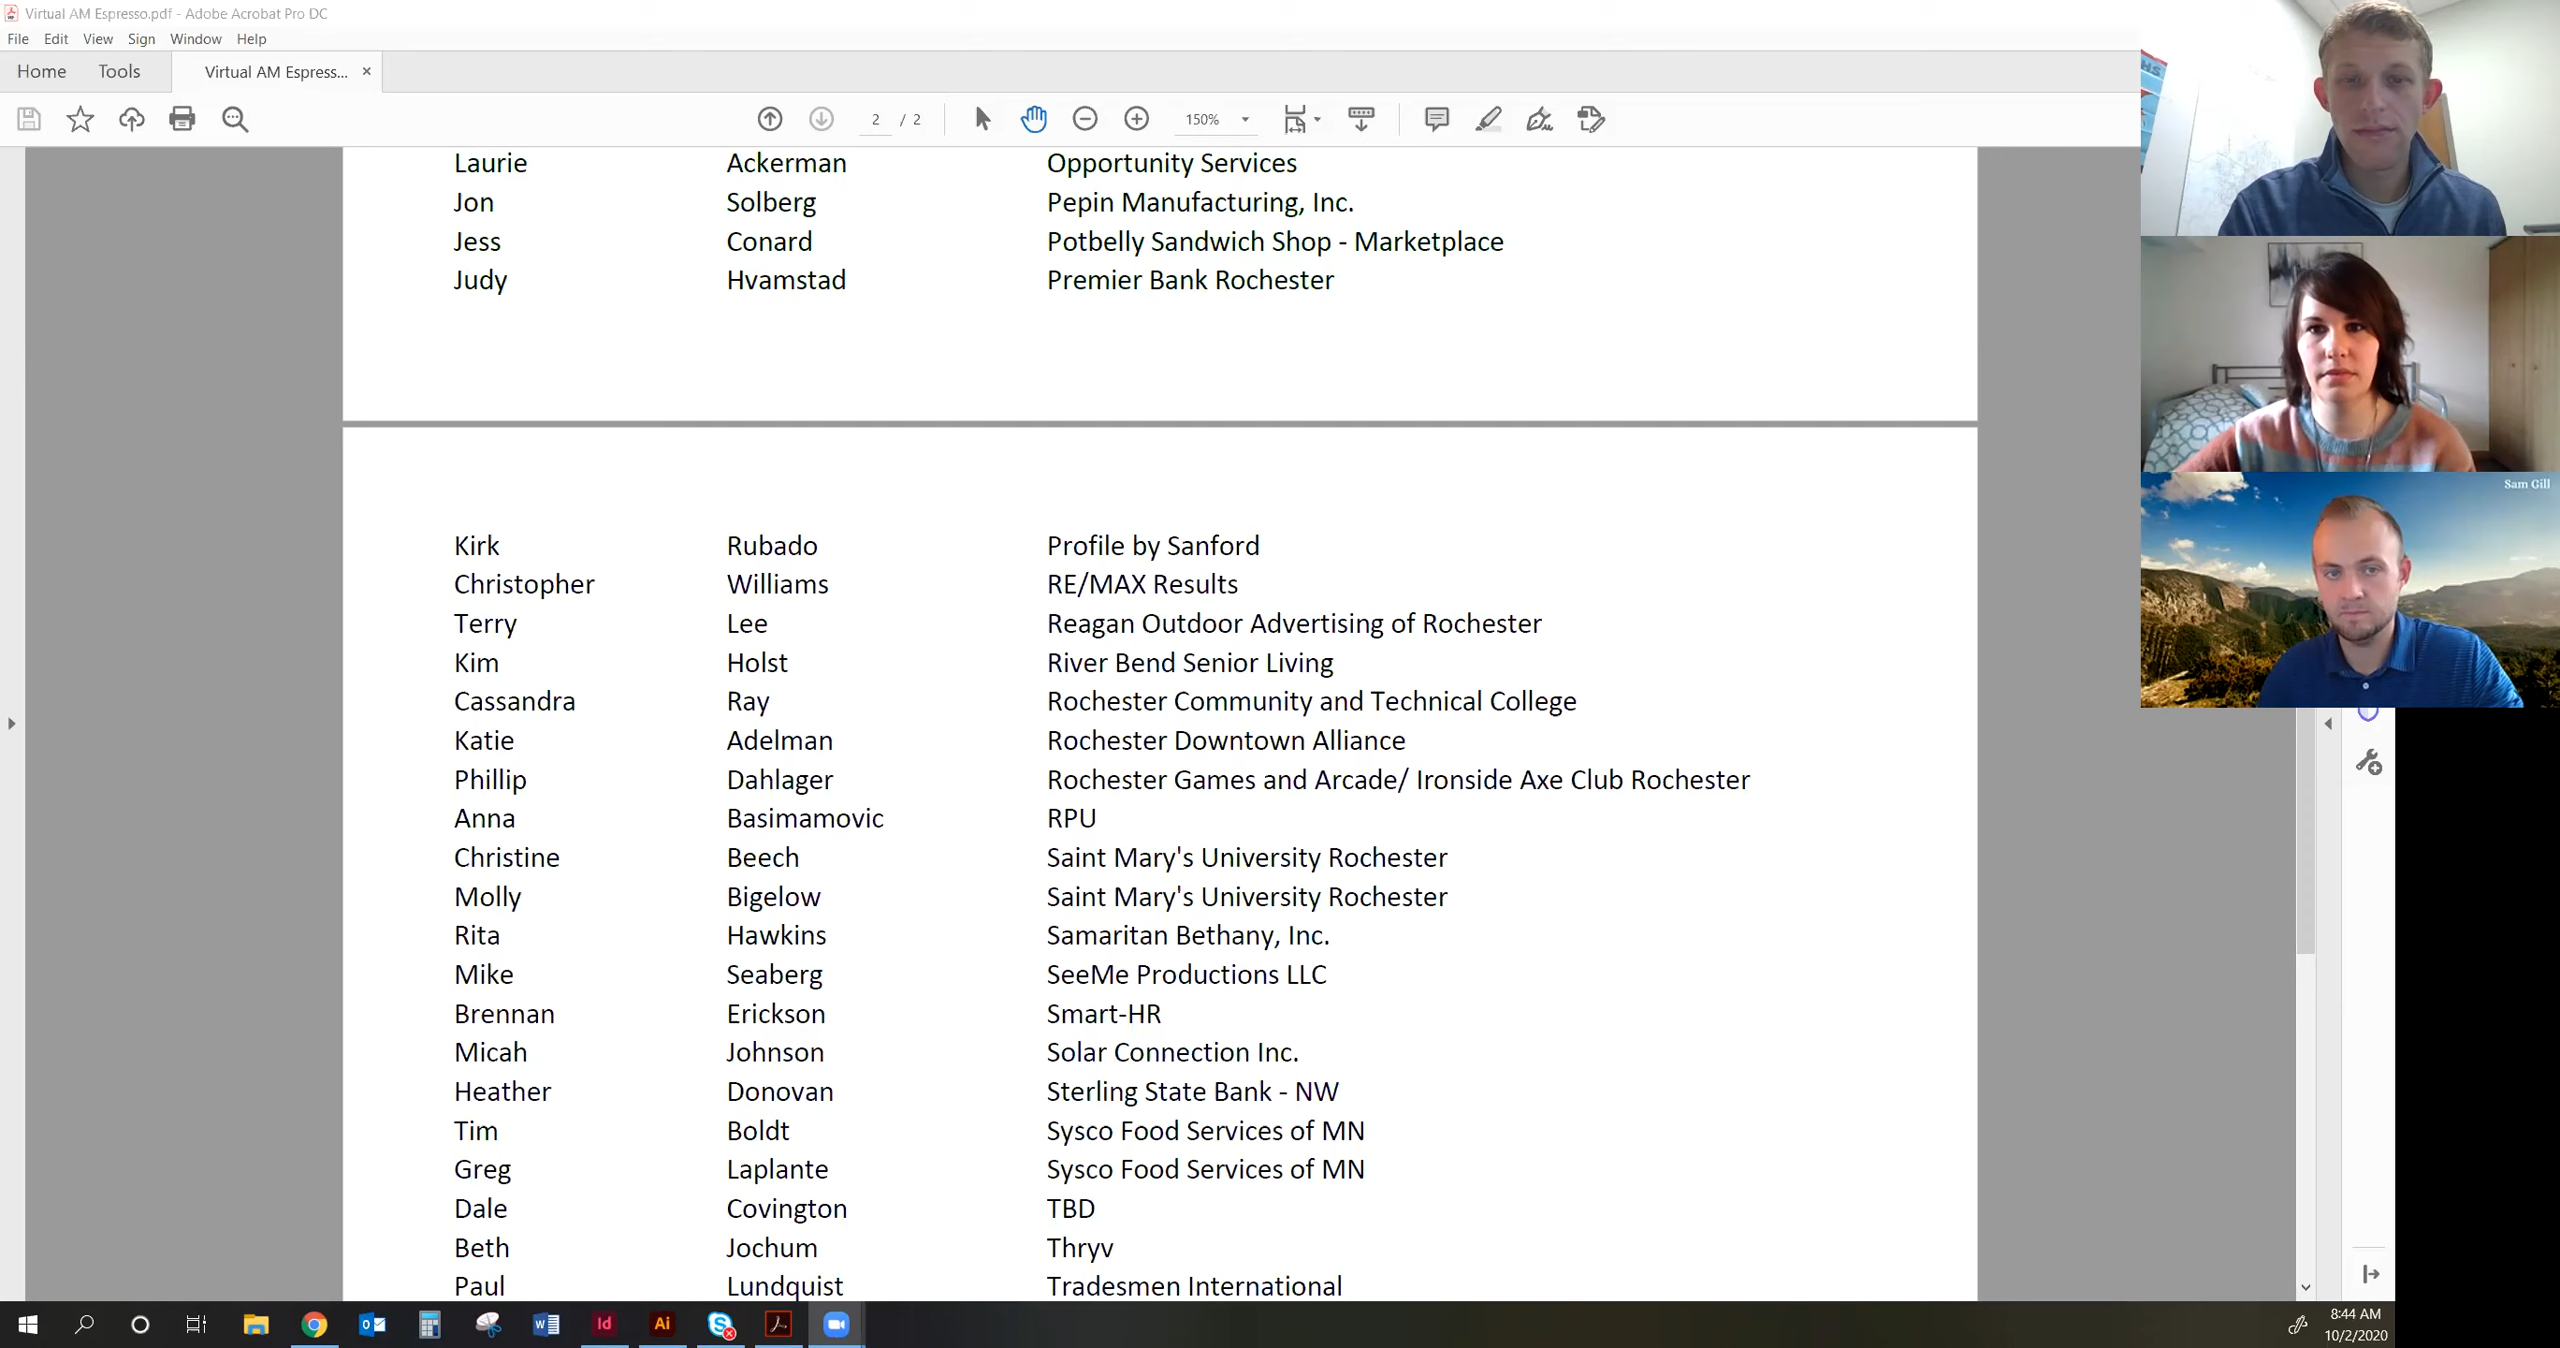 Virtual AM Espresso.pdf - Adobe Acrobat Pro DC
File Edit View Sign Window Help
Home Tools Virtual AM Espress... ×
2 / 2 150%
Laurie Ackerman Opportunity Services
Jon Solberg Pepin Manufacturing, Inc.
Jess Conard Potbelly Sandwich Shop - Marketplace
Judy Hvamstad Premier Bank Rochester
Sam Gill
Kirk Rubado Profile by Sanford
Christopher Williams RE/MAX Results
Terry Lee Reagan Outdoor Advertising of Rochester
Kim Holst River Bend Senior Living
Cassandra Ray Rochester Community and Technical College
Katie Adelman Rochester Downtown Alliance
Phillip Dahlager Rochester Games and Arcade/ Ironside Axe Club Rochester
Anna Basimamovic RPU
Christine Beech Saint Mary's University Rochester
Molly Bigelow Saint Mary's University Rochester
Rita Hawkins Samaritan Bethany, Inc.
Mike Seaberg SeeMe Productions LLC
Brennan Erickson Smart-HR
Micah Johnson Solar Connection Inc.
Heather Donovan Sterling State Bank - NW
Tim Boldt Sysco Food Services of MN
Greg Laplante Sysco Food Services of MN
Dale Covington TBD
Beth Jochum Thryv
Paul Lundquist Tradesmen International
Id Ai
8:44 AM
10/2/2020